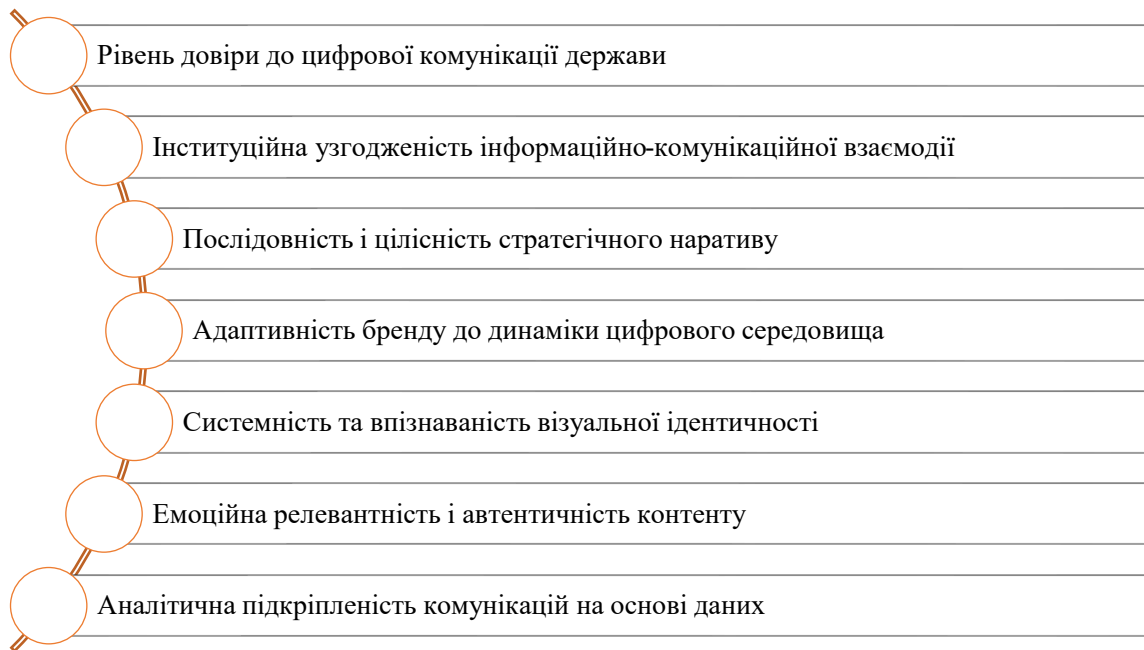 Рівень довіри до цифрової комунікації держави
Інституційна узгодженість інформаційно-комунікаційної взаємодії
Послідовність і цілісність стратегічного наративу
Адаптивність бренду до динаміки цифрового середовища
Системність та впізнаваність візуальної ідентичності
Емоційна релевантність і автентичність контенту
Аналітична підкріпленість комунікацій на основі даних